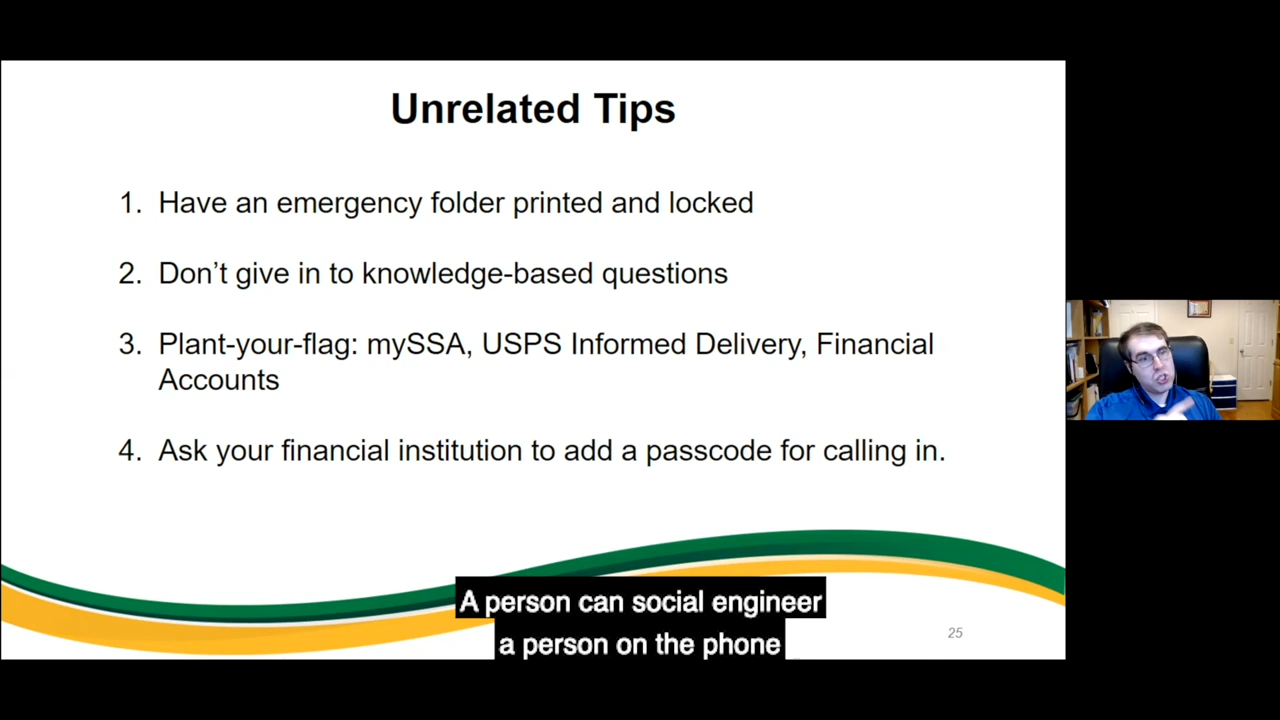 Unrelated Tips
1. Have an emergency folder printed and locked
2. Don’t give in to knowledge-based questions
3. Plant-your-flag: mySSA, USPS Informed Delivery, Financial
Accounts
4. Ask your financial institution to add a passcode for calling in.
A person can social engineer
a person on the phone
25